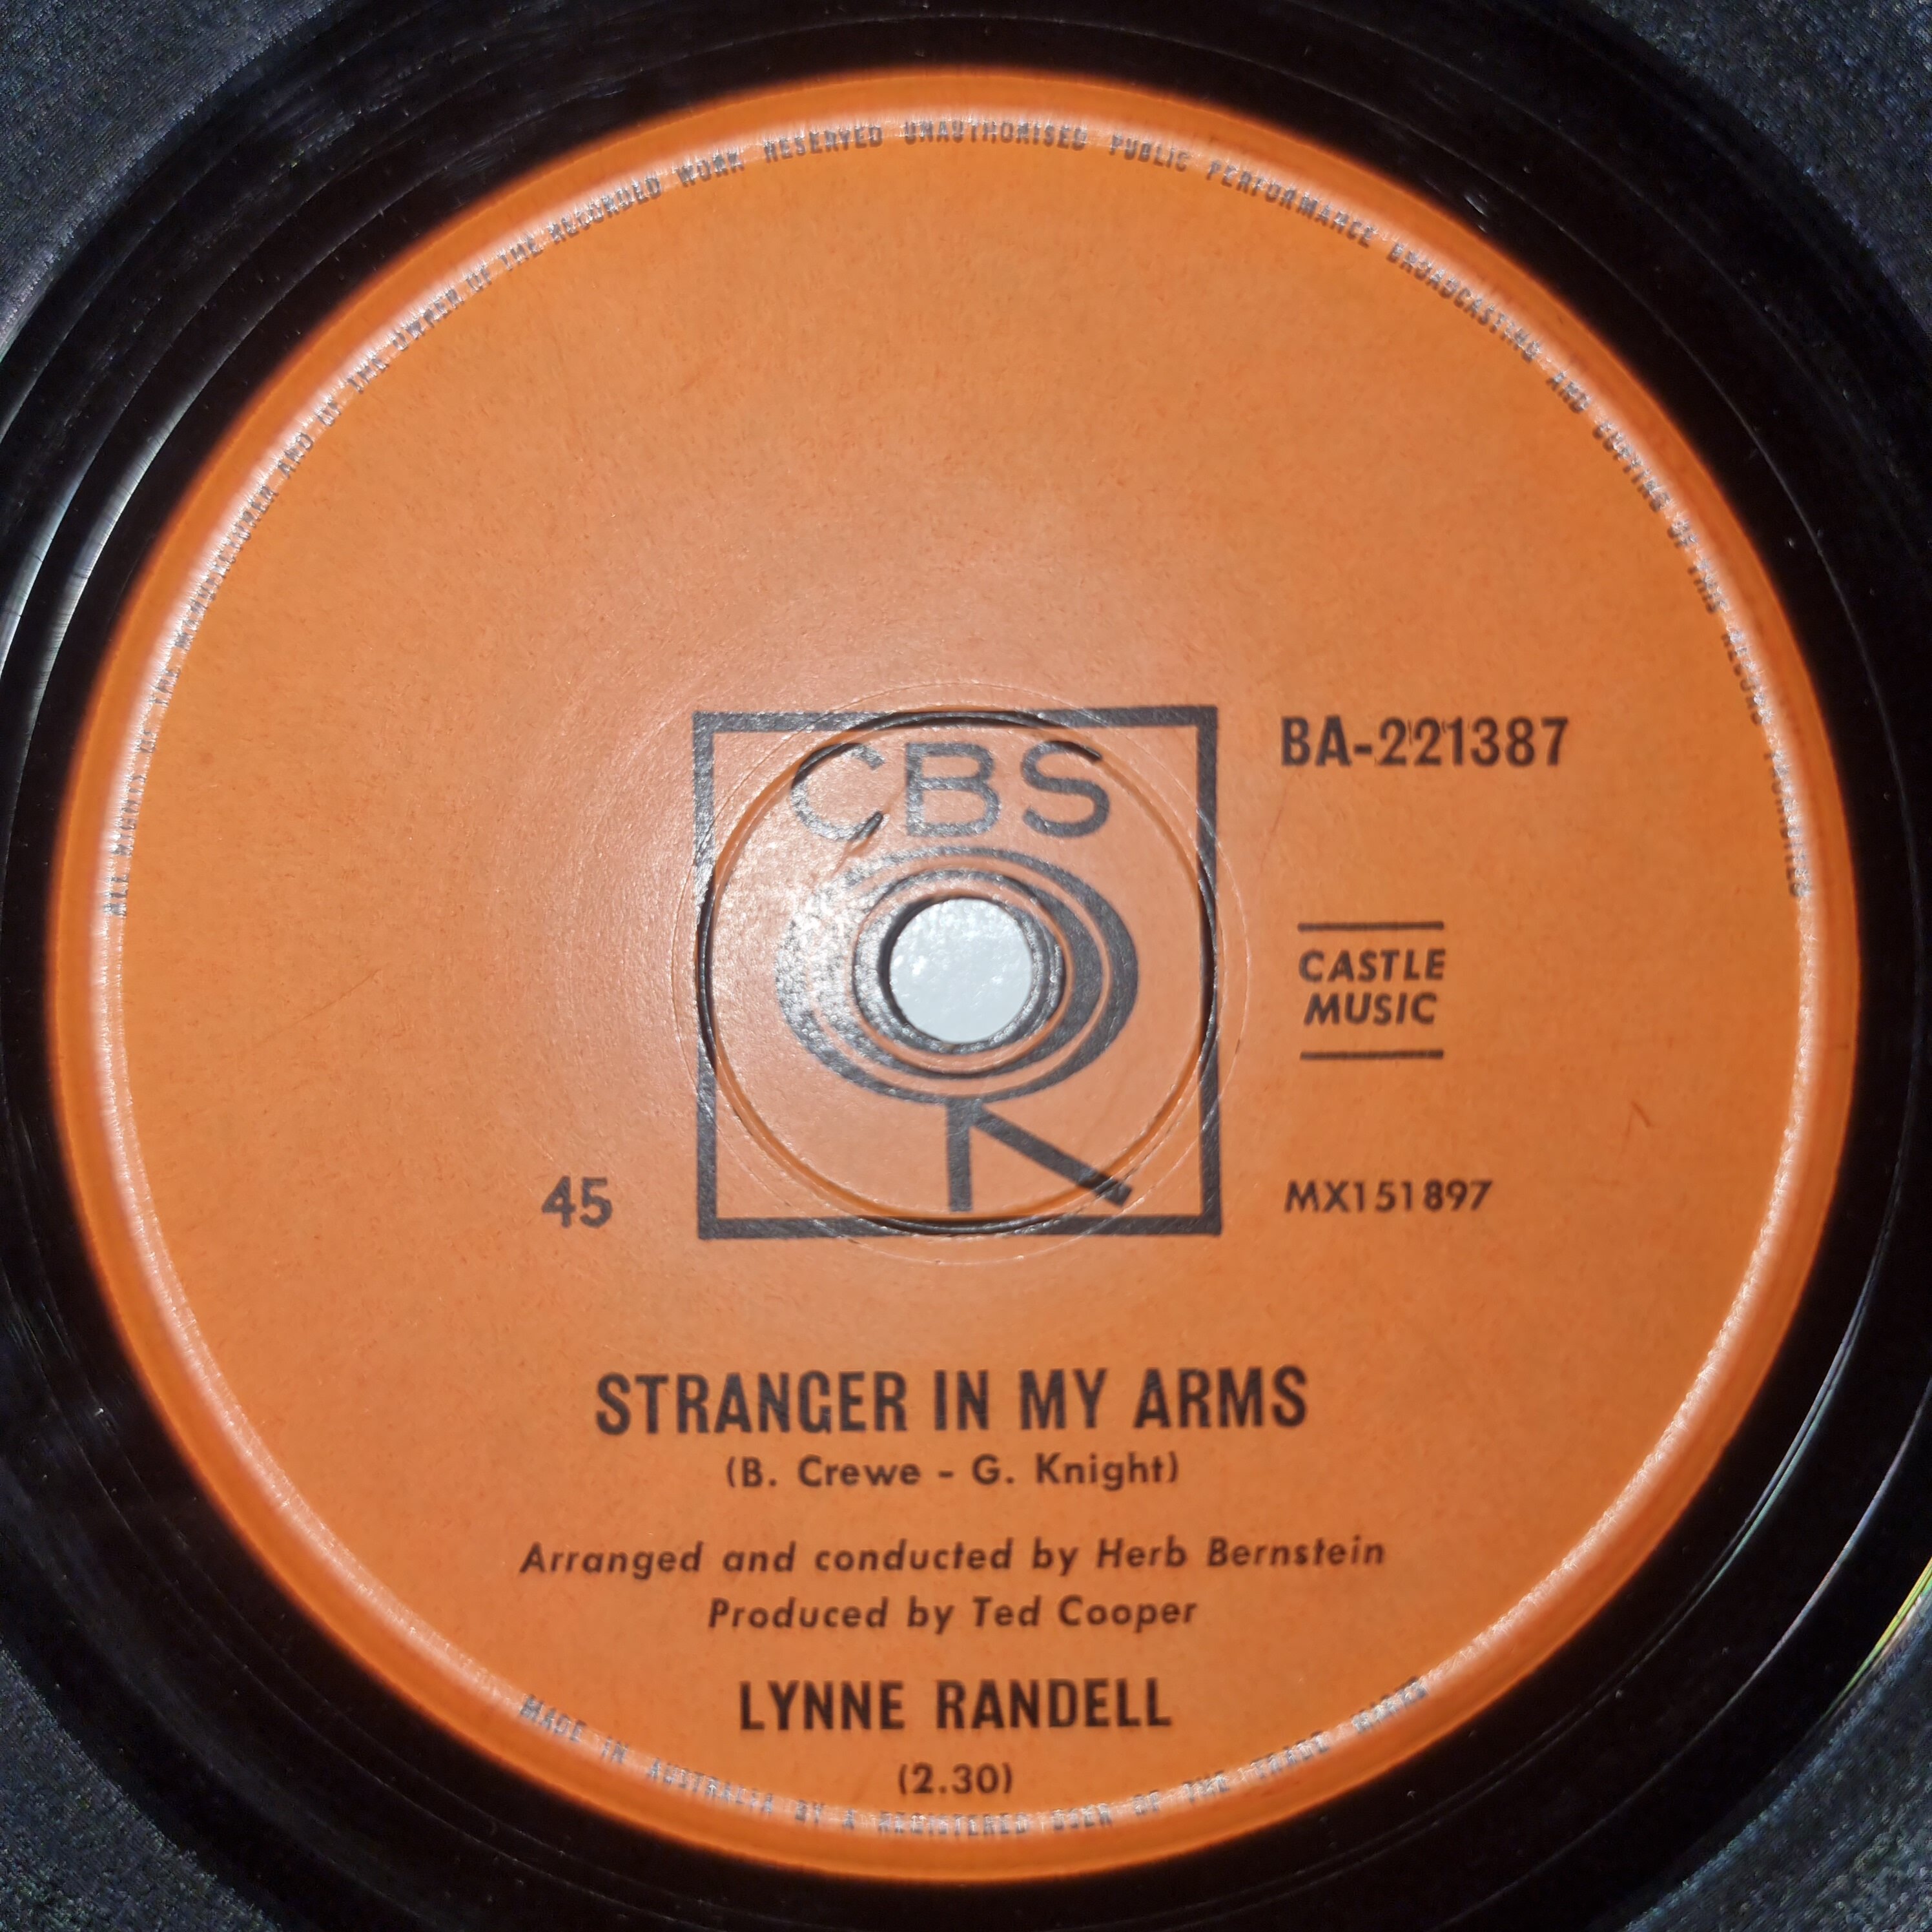 ALL RIGHTS OF THE MANUFACTURER AND OF THE OWNER OF THE RECORDED WORK RESERVED UNAUTHORISED PUBLIC PERFORMANCE BROADCASTING AND COPYING OF THIS RECORD PROHIBITED
CBS
BA-221387
CASTLE
MUSIC
45
MX151897
STRANGER IN MY ARMS
(B. Crewe - G. Knight)
Arranged and conducted by Herb Bernstein
Produced by Ted Cooper
LYNNE RANDELL
(2.30)
MADE IN AUSTRALIA BY A REGISTERED USER OF THE TRADE MARKS